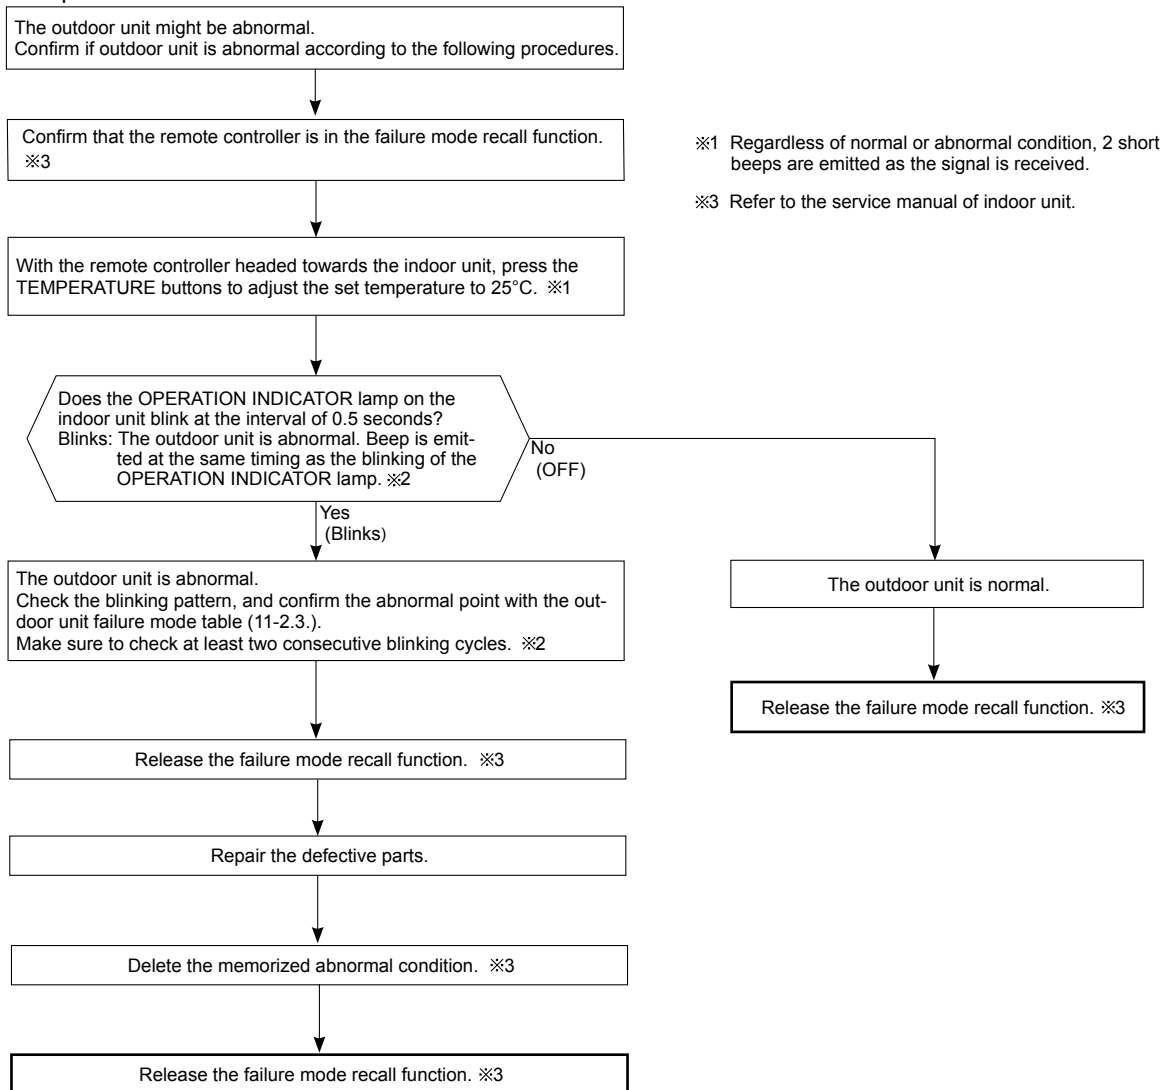 The outdoor unit might be abnormal.
Confirm if outdoor unit is abnormal according to the following procedures.
Confirm that the remote controller is in the failure mode recall function.
※3
※1 Regardless of normal or abnormal condition, 2 short
beeps are emitted as the signal is received.
※3 Refer to the service manual of indoor unit.
With the remote controller headed towards the indoor unit, press the
TEMPERATURE buttons to adjust the set temperature to 25°C. ※1
Does the OPERATION INDICATOR lamp on the
indoor unit blink at the interval of 0.5 seconds?
Blinks: The outdoor unit is abnormal. Beep is emit-
ted at the same timing as the blinking of the
OPERATION INDICATOR lamp. ※2
No
(OFF)
Yes
(Blinks)
The outdoor unit is abnormal.
Check the blinking pattern, and confirm the abnormal point with the out-
door unit failure mode table (11-2.3.).
Make sure to check at least two consecutive blinking cycles. ※2
The outdoor unit is normal.
Release the failure mode recall function. ※3
Release the failure mode recall function. ※3
Repair the defective parts.
Delete the memorized abnormal condition. ※3
Release the failure mode recall function. ※3